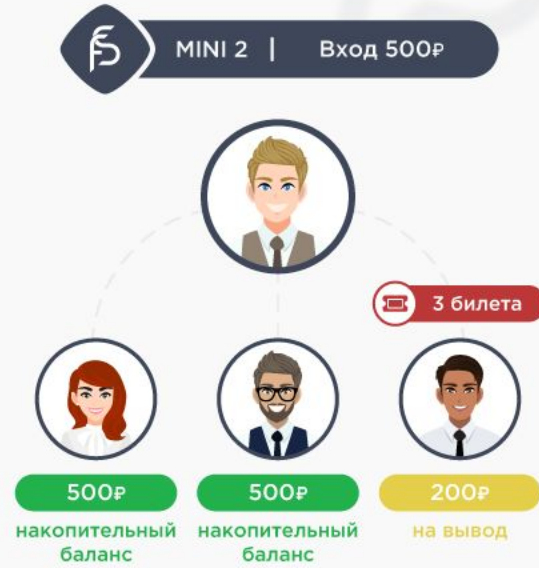 MINI 2 | Вход 500₽
3 билета
500₽ 500₽ 200₽
накопительный накопительный на вывод
баланс баланс